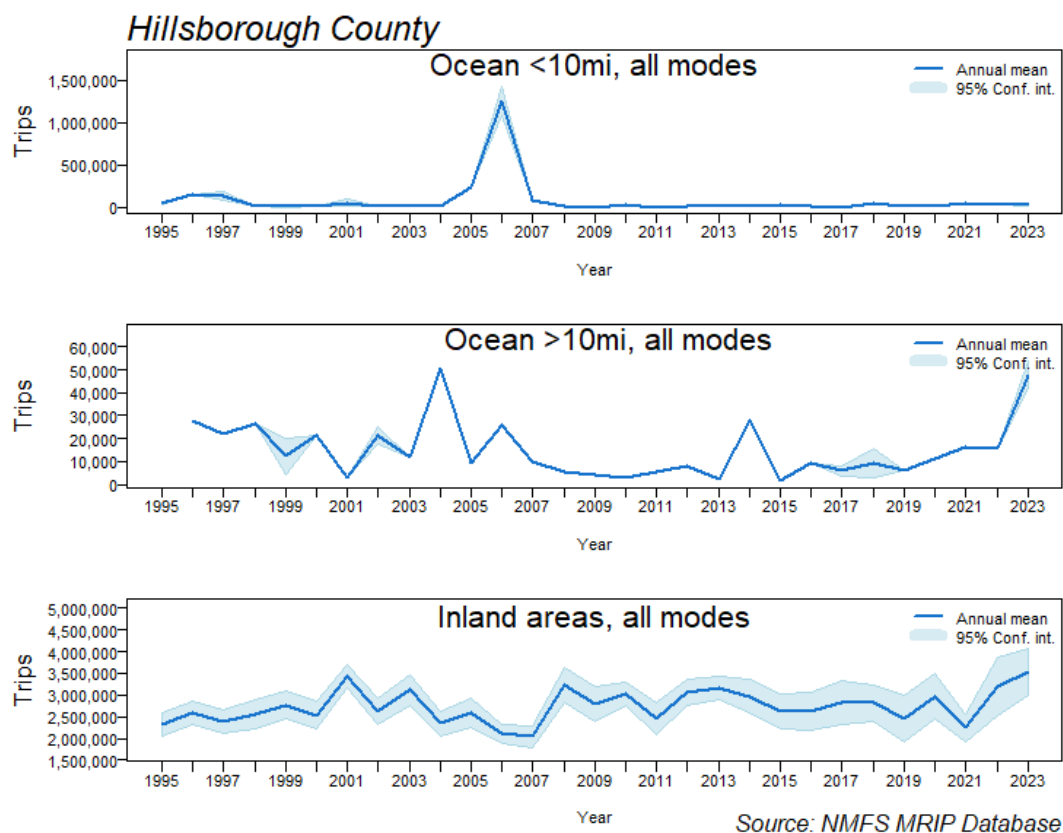 Hillsborough County
Ocean <10mi, all modes
Annual mean
95% Conf. int.
Trips
1,500,000
1,000,000
500,000
0
1995 1997 1999 2001 2003 2005 2007 2009 2011 2013 2015 2017 2019 2021 2023
Year
Ocean >10mi, all modes
Annual mean
95% Conf. int.
Trips
60,000
50,000
40,000
30,000
20,000
10,000
0
1995 1997 1999 2001 2003 2005 2007 2009 2011 2013 2015 2017 2019 2021 2023
Year
Inland areas, all modes
Annual mean
95% Conf. int.
Trips
5,000,000
4,500,000
4,000,000
3,500,000
3,000,000
2,500,000
2,000,000
1,500,000
1995 1997 1999 2001 2003 2005 2007 2009 2011 2013 2015 2017 2019 2021 2023
Year
Source: NMFS MRIP Database